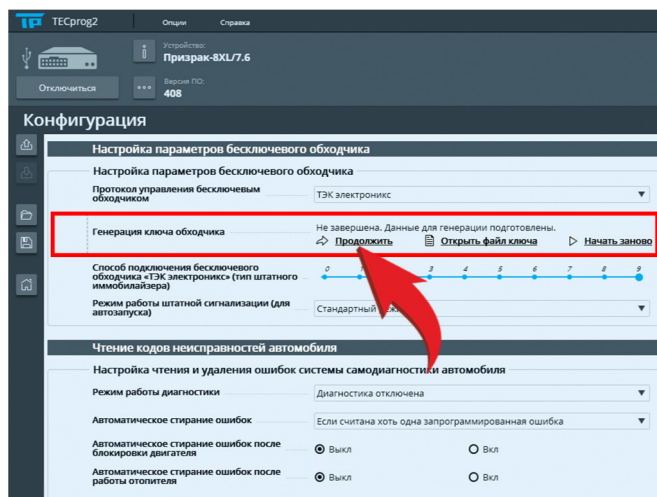 TECprog2 Опции Справка
Устройство:
Призрак-8XL/7.6
Отключиться
Версия ПО:
408
Конфигурация
Настройка параметров бесключевого обходчика
Настройка параметров бесключевого обходчика
Протокол управления бесключевым
обходчиком
ТЭК электроникс
Генерация ключа обходчика
Не завершена. Данные для генерации подготовлены.
Продолжить Открыть файл ключа Начать заново
Способ подключения бесключевого
обходчика «ТЭК электроникс» (тип штатного
иммобилайзера)
0 1 3 4 5 6 7 8 9
Режим работы штатной сигнализации (для
автозапуска)
Стандартный
Чтение кодов неисправностей автомобиля
Настройка чтения и удаления ошибок системы самодиагностики автомобиля
Режим работы диагностики
Диагностика отключена
Автоматическое стирание ошибок
Если считана хоть одна запрограммированная ошибка
Автоматическое стирание ошибок после
блокировки двигателя
Выкл Вкл
Автоматическое стирание ошибок после
работы отопителя
Выкл Вкл